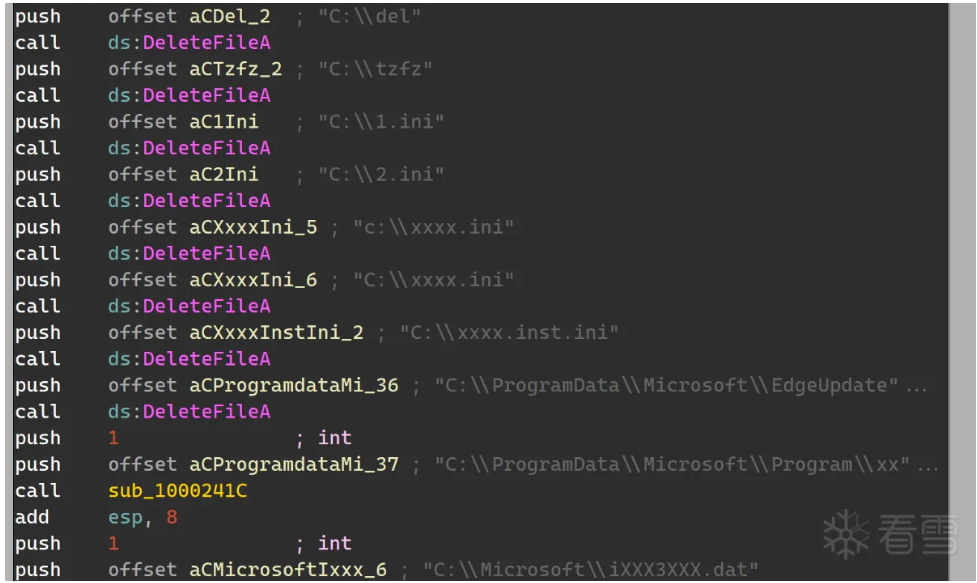 push offset aCDel_2 ; "C:\\del"
call ds:DeleteFileA
push offset aCTzfz_2 ; "C:\\tzfz"
call ds:DeleteFileA
push offset aC1Ini ; "C:\\1.ini"
call ds:DeleteFileA
push offset aC2Ini ; "C:\\2.ini"
call ds:DeleteFileA
push offset aCXxxxIni_5 ; "c:\\xxxx.ini"
call ds:DeleteFileA
push offset aCXxxxIni_6 ; "C:\\xxxx.ini"
call ds:DeleteFileA
push offset aCXxxxInstIni_2 ; "C:\\xxxx.inst.ini"
call ds:DeleteFileA
push offset aCProgramdataMi_36 ; "C:\\ProgramData\\Microsoft\\EdgeUpdate"...
call ds:DeleteFileA
push 1 ; int
push offset aCProgramdataMi_37 ; "C:\\ProgramData\\Microsoft\\Program\\xx"...
call sub_1000241C
add esp, 8
push 1 ; int
push offset aCMicrosoftIxxx_6 ; "C:\\Microsoft\\iXXX3XXX.dat"
看雪